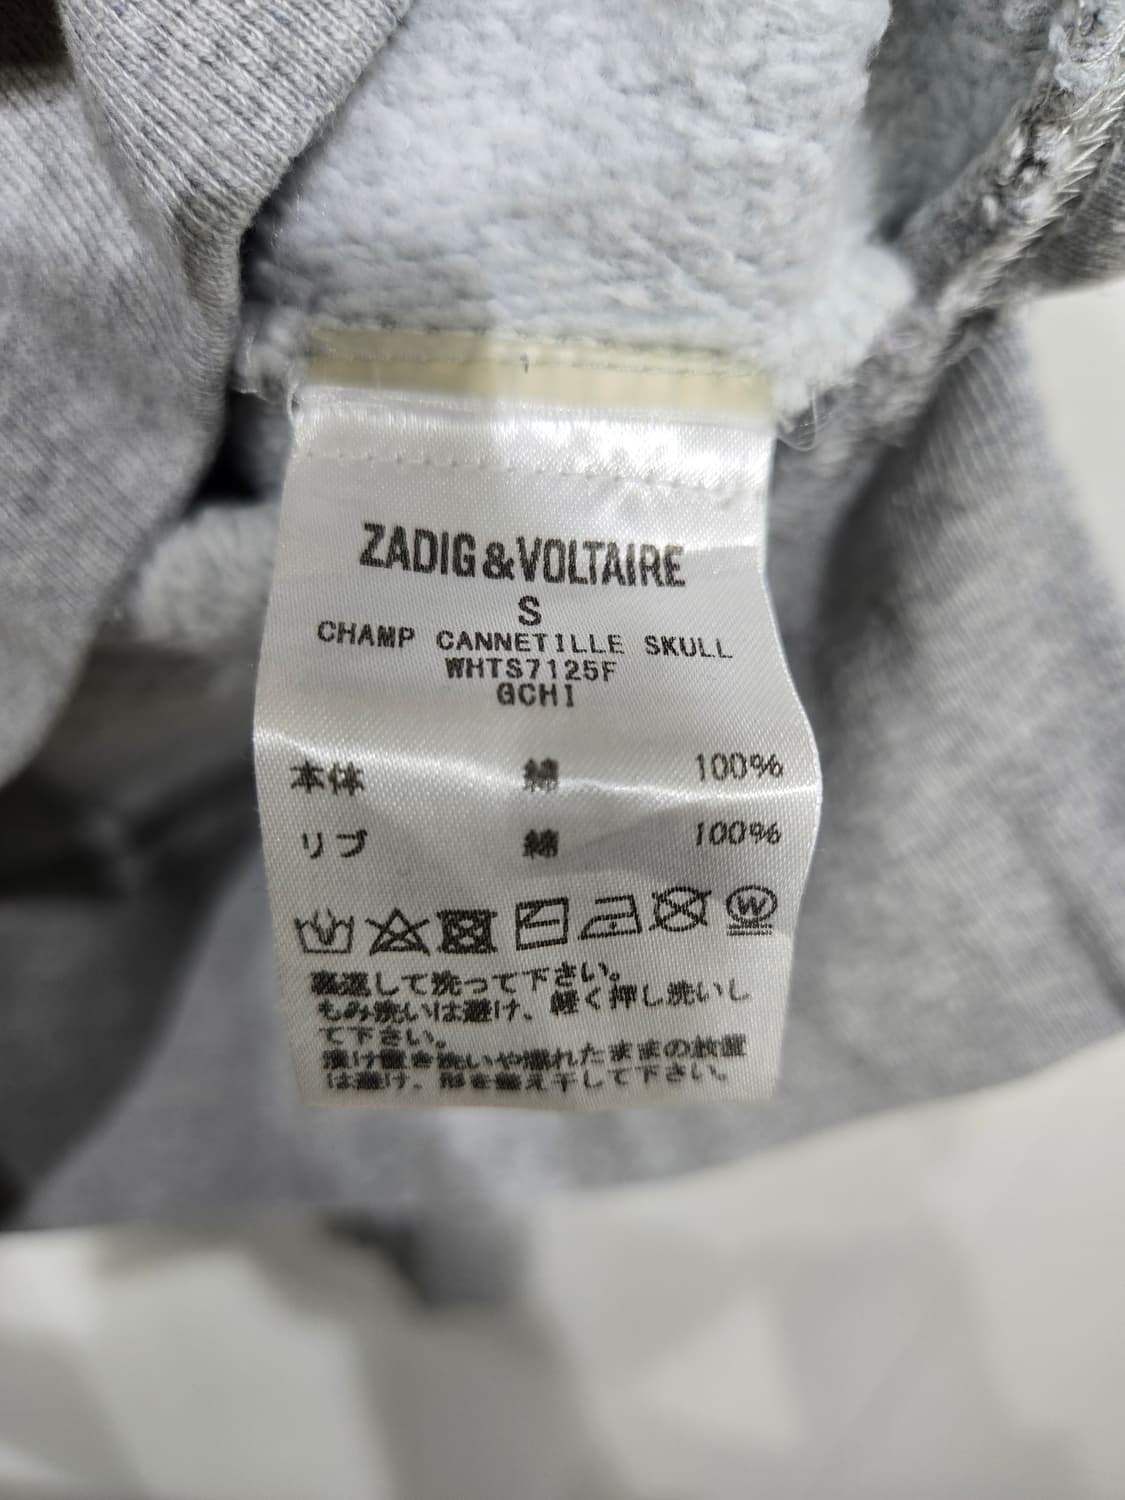 ZADIG&VOLTAIRE
S
CHAMP CANNETILLE SKULL
WHTS7125F
GCHI
本体 綿 100%
リブ 綿 100%
W
裏返して洗って下さい。
もみ洗いは避け、軽く押し洗いし
て下さい。
漬け置き洗いや濡れたままの放置
は避け、形を整え干して下さい。